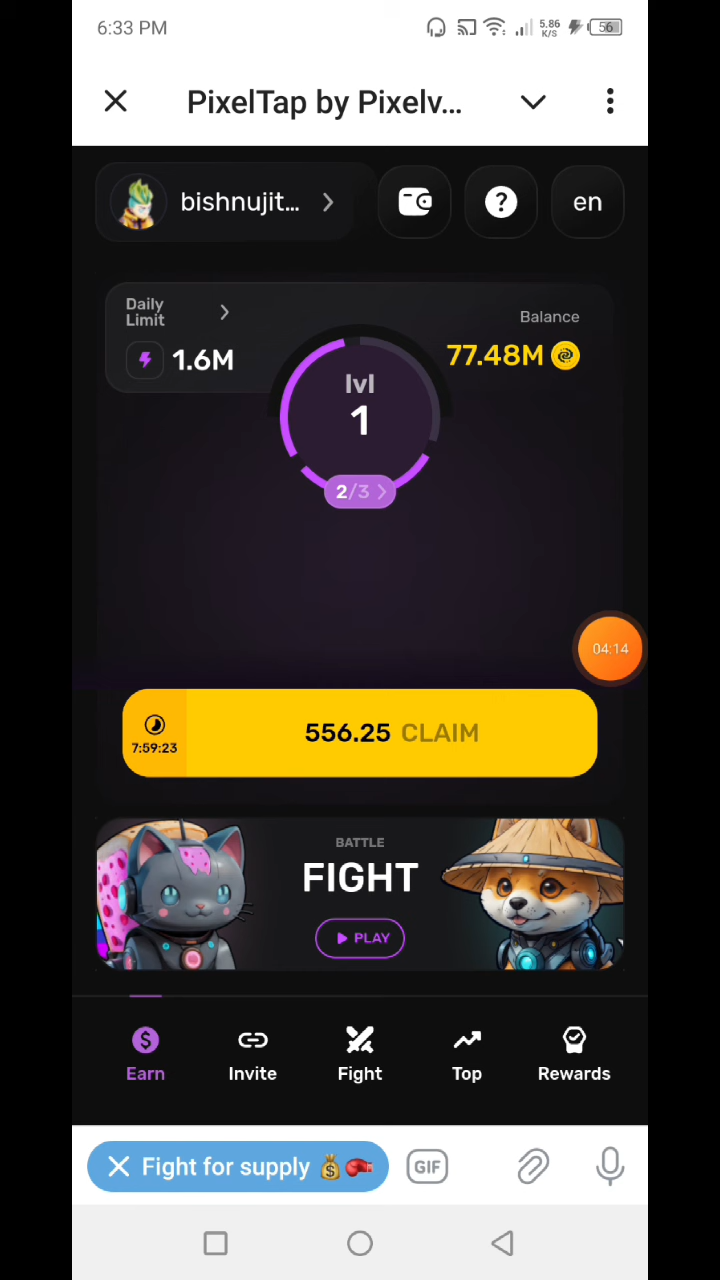 6:33 PM
5.86
K/S
56
PixelTap by Pixelv...
bishnujit...
?
en
Daily
Limit
1.6M
Balance
77.48M
lvl
1
2/3
04:14
7:59:23
556.25 CLAIM
BATTLE
FIGHT
PLAY
$
Earn
Invite
Fight
Top
Rewards
Fight for supply 💰🥊
GIF